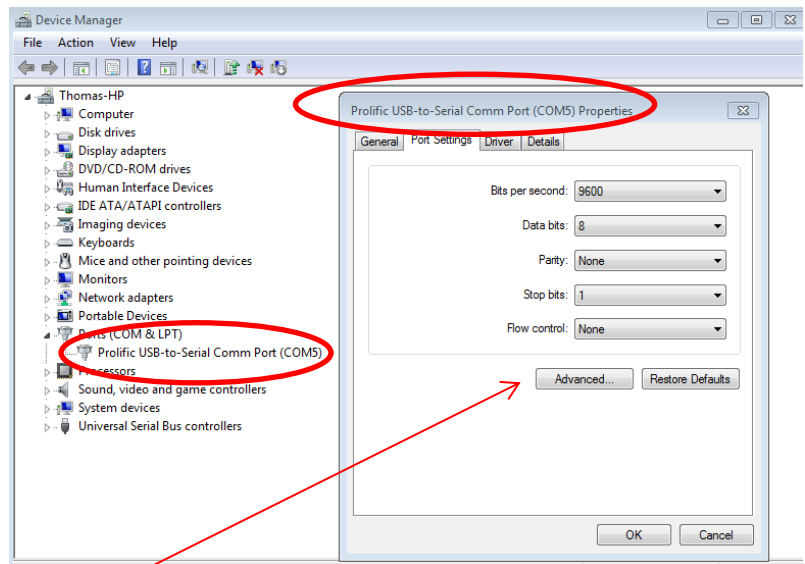 Device Manager
File Action View Help
Thomas-HP
Computer
Disk drives
Display adapters
DVD/CD-ROM drives
Human Interface Devices
IDE ATA/ATAPI controllers
Imaging devices
Keyboards
Mice and other pointing devices
Monitors
Network adapters
Portable Devices
Ports (COM & LPT)
Prolific USB-to-Serial Comm Port (COM5)
Processors
Sound, video and game controllers
System devices
Universal Serial Bus controllers
Prolific USB-to-Serial Comm Port (COM5) Properties
General Port Settings Driver Details
Bits per second: 9600
Data bits: 8
Parity: None
Stop bits: 1
Flow control: None
Advanced... Restore Defaults
OK Cancel